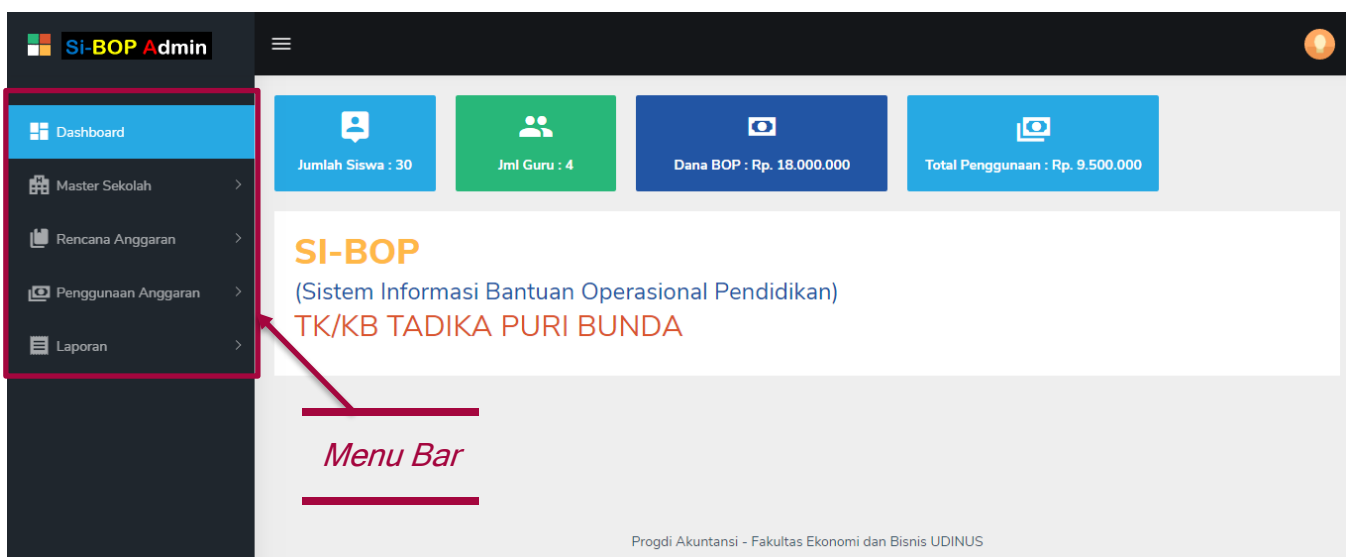 Si-BOP Admin
Dashboard
Master Sekolah
Rencana Anggaran
Penggunaan Anggaran
Laporan
Jumlah Siswa : 30
Jml Guru : 4
Dana BOP : Rp. 18.000.000
Total Penggunaan : Rp. 9.500.000
SI-BOP
(Sistem Informasi Bantuan Operasional Pendidikan)
TK/KB TADIKA PURI BUNDA
Menu Bar
Progdi Akuntansi - Fakultas Ekonomi dan Bisnis UDINUS